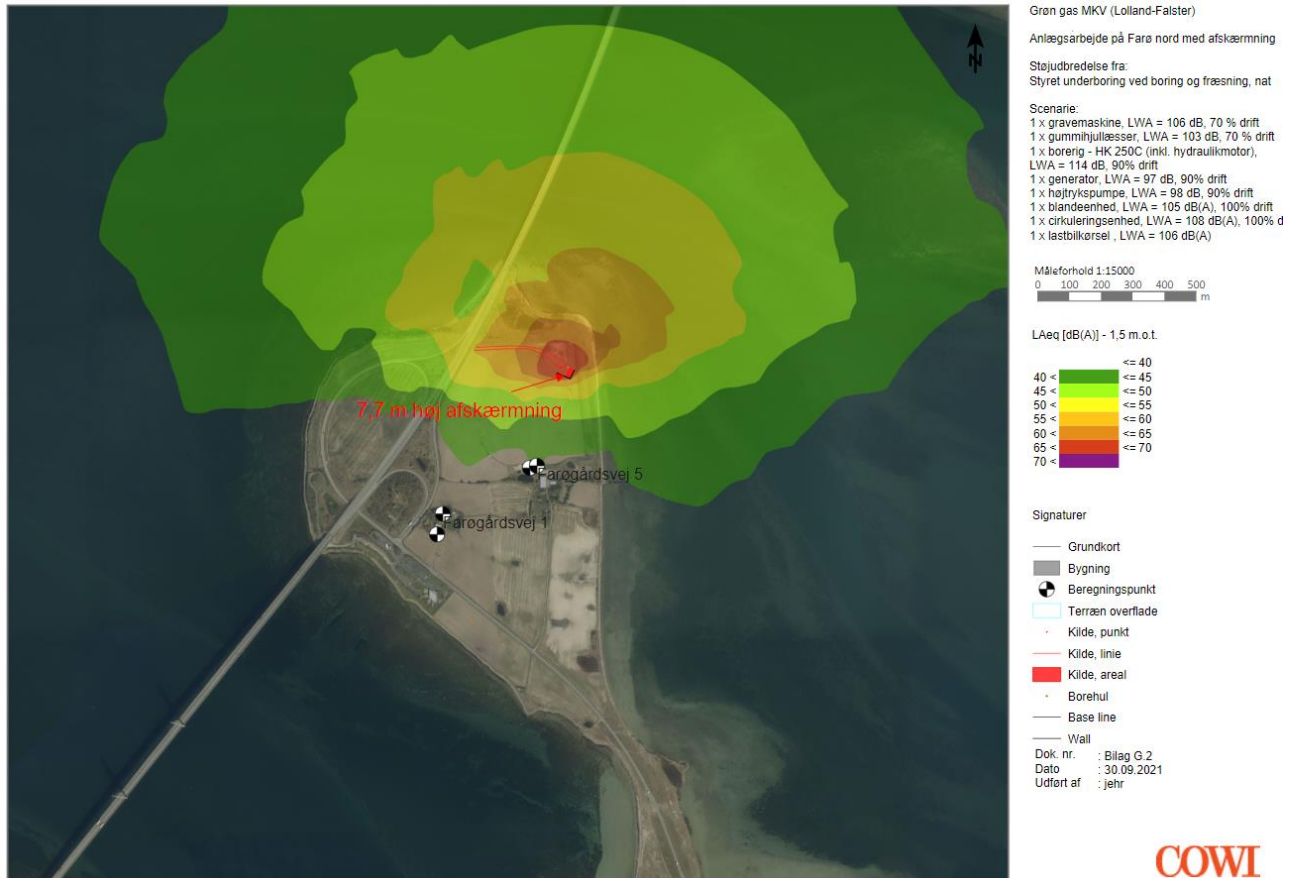 Grøn gas MKV (Lolland-Falster)
Anlægsarbejde på Farø nord med afskærmning
Støjudbredelse fra:
Styret underboring ved boring og fræsning, nat
Scenarie:
1 x gravemaskine, LWA = 106 dB, 70 % drift
1 x gummihjullæsser, LWA = 103 dB, 70 % drift
1 x borerig - HK 250C (inkl. hydraulikmotor),
LWA = 114 dB, 90% drift
1 x generator, LWA = 97 dB, 90% drift
1 x højtrykspumpe, LWA = 98 dB, 90% drift
1 x blandeenhed, LWA = 105 dB(A), 100% drift
1 x cirkuleringsenhed, LWA = 108 dB(A), 100% d
1 x lastbilkørsel , LWA = 106 dB(A)
Måleforhold 1:15000
0 100 200 300 400 500
m
LAeq [dB(A)] - 1,5 m.o.t.
<= 40
40 < <= 45
45 < <= 50
50 < <= 55
55 < <= 60
60 < <= 65
65 < <= 70
70 <
Signaturer
Grundkort
Bygning
Beregningspunkt
Terræn overflade
Kilde, punkt
Kilde, linie
Kilde, areal
Borehul
Base line
Wall
Dok. nr. : Bilag G.2
Dato : 30.09.2021
Udført af : jehr
COWI
N
7,7 m høj afskærmning
Farøgårdsvej 5
Farøgårdsvej 1